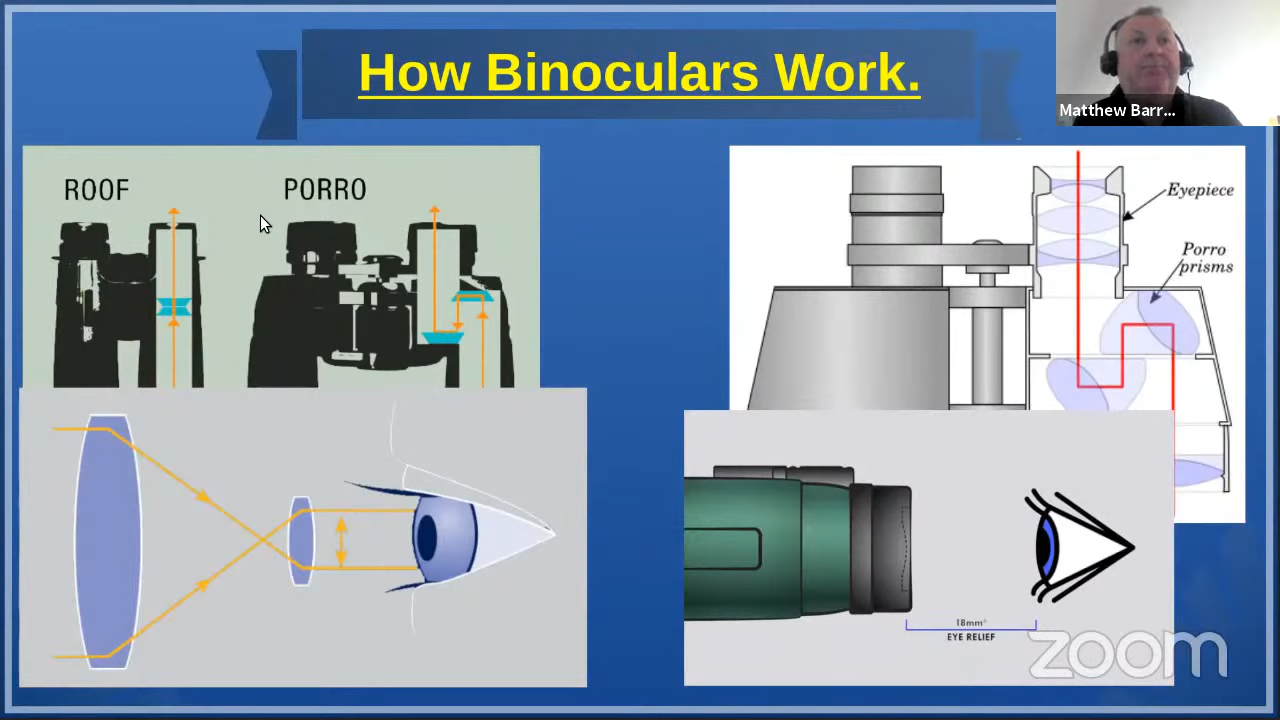 How Binoculars Work.
Matthew Barr...
ROOF
PORRO
Eyepiece
Porro
prisms
18mm°
EYE RELIEF
zoom